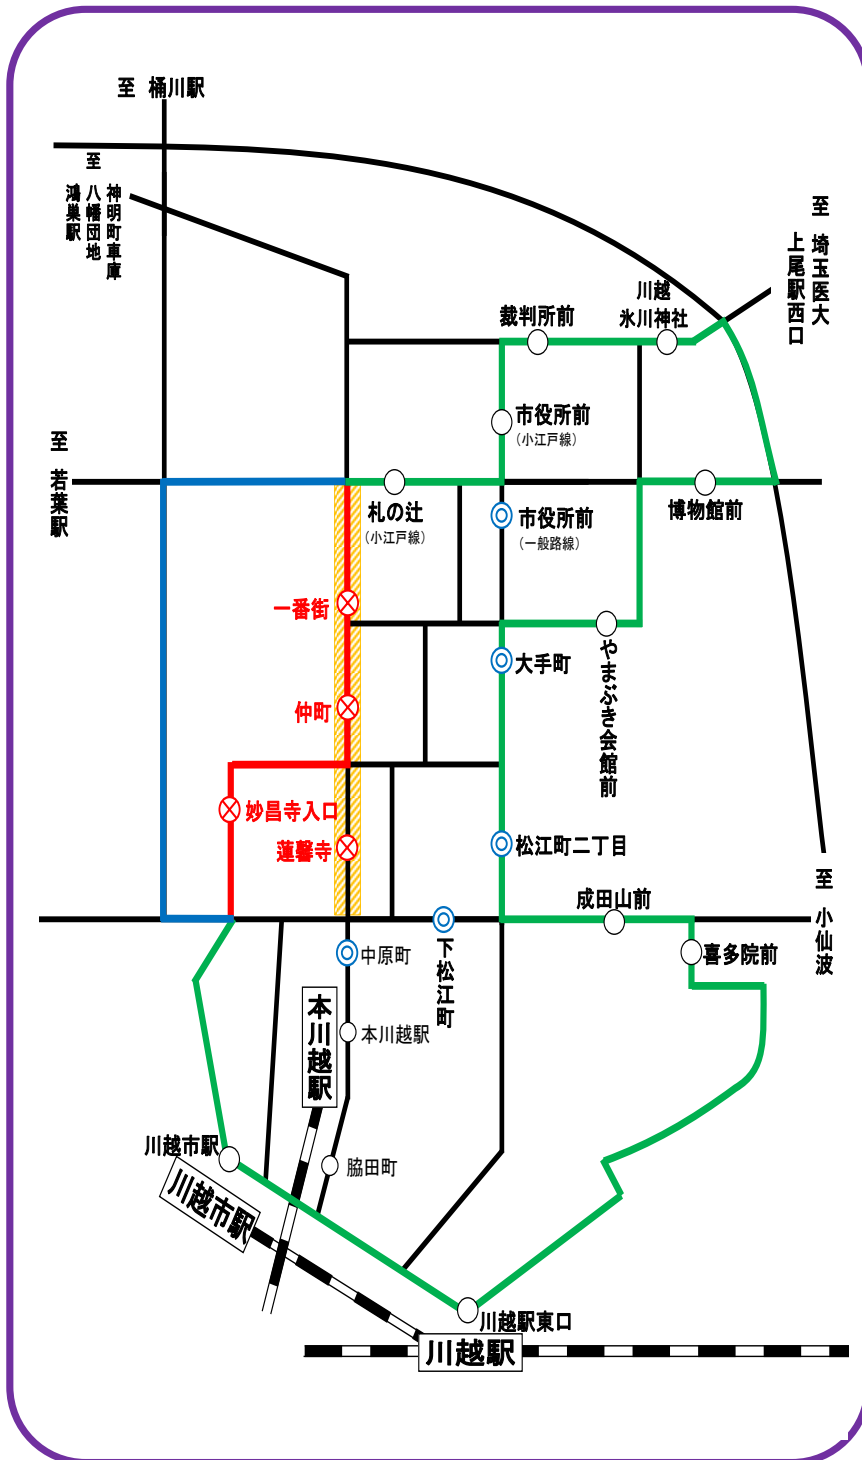 至 桶川駅
至 神明町車庫
八幡団地
鴻巣駅
至 埼玉医大
上尾駅西口
川越
氷川神社
裁判所前
市役所前
(小江戸線)
至 若葉駅
札の辻
(小江戸線)
市役所前
(一般路線)
博物館前
一番街
大手町
やまぶき会館前
仲町
妙昌寺入口
蓮馨寺
松江町二丁目
至 小仙波
成田山前
中原町
下松江町
喜多院前
本川越駅
本川越駅
川越市駅
脇田町
川越市駅
川越駅東口
川越駅